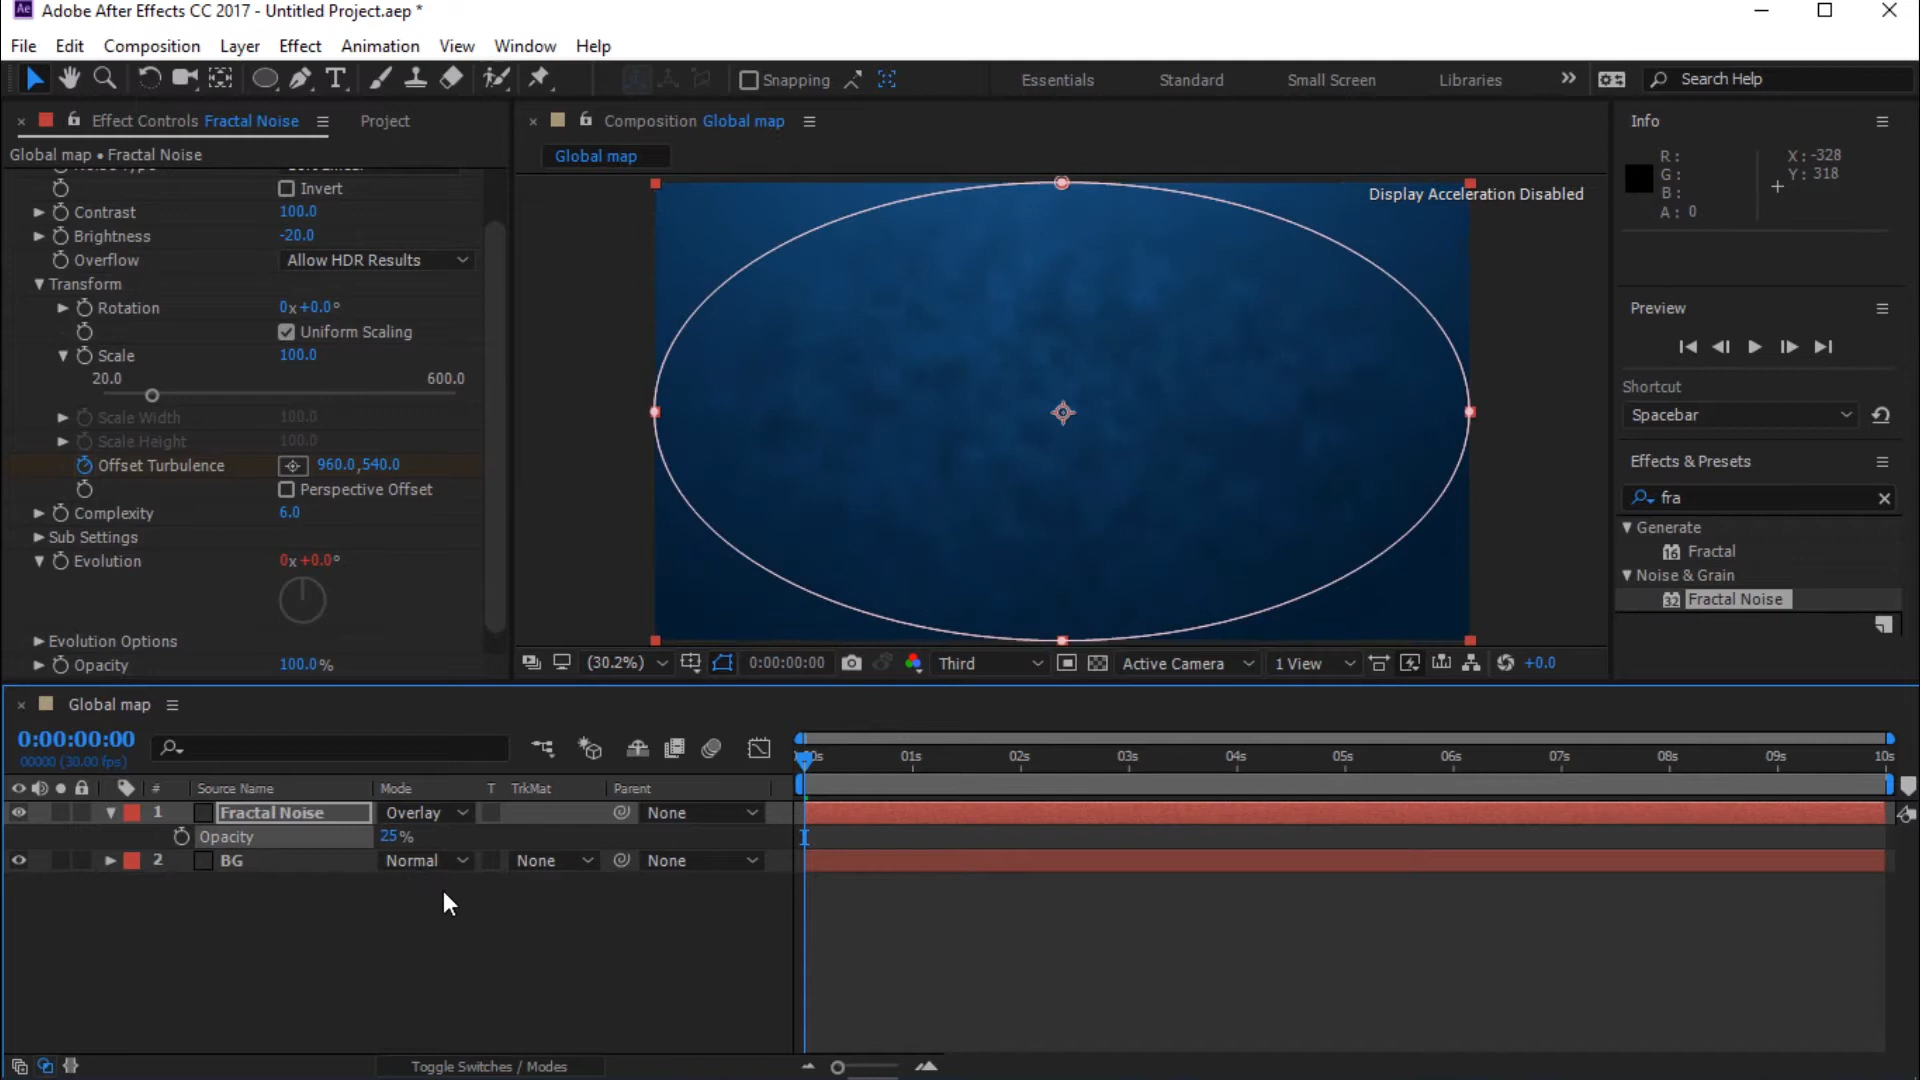 Adobe After Effects CC 2017 - Untitled Project.aep *
File Edit Composition Layer Effect Animation View Window Help
Snapping Essentials Standard Small Screen Libraries Search Help
Effect Controls Fractal Noise Project
Global map • Fractal Noise
Invert
Contrast 100.0
Brightness -20.0
Overflow Allow HDR Results
Transform
Rotation 0x+0.0°
Uniform Scaling
Scale 100.0
20.0 600.0
Scale Width 100.0
Scale Height 100.0
Offset Turbulence 960.0,540.0
Perspective Offset
Complexity 6.0
Sub Settings
Evolution 0x+0.0°
Evolution Options
Opacity 100.0%
Composition Global map
Global map
Display Acceleration Disabled
(30.2%) 0:00:00:00 Third Active Camera 1 View +0.0
Info
R: X: -328
G: Y: 318
B:
A: 0
Preview
Shortcut
Spacebar
Effects & Presets
fra
Generate
16 Fractal
Noise & Grain
32 Fractal Noise
Global map
0:00:00:00
00000 (30.00 fps)
01s 02s 03s 04s 05s 06s 07s 08s 09s 10s
# Source Name Mode T TrkMat Parent
1 Fractal Noise Overlay None
Opacity 25%
2 BG Normal None None
Toggle Switches / Modes